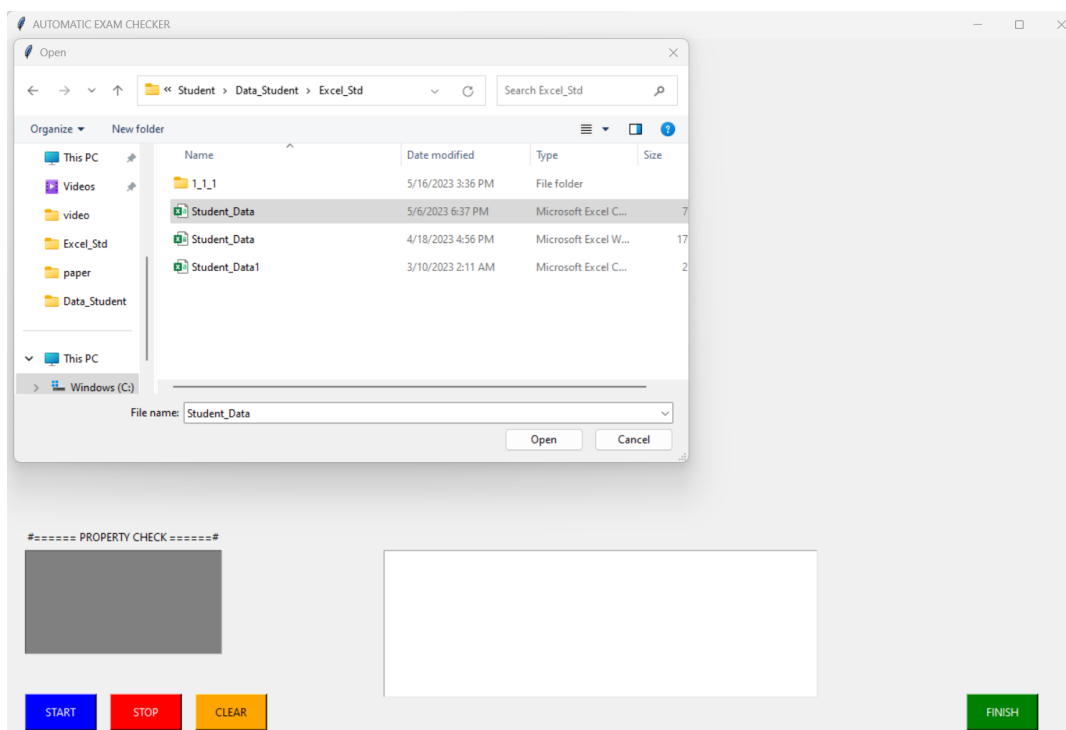 AUTOMATIC EXAM CHECKER
Open
« Student > Data_Student > Excel_Std
Search Excel_Std
Organize New folder
Name Date modified Type Size
This PC
Videos
video
Excel_Std
paper
Data_Student
This PC
Windows (C:)
1_1_1 5/16/2023 3:36 PM File folder
Student_Data 5/6/2023 6:37 PM Microsoft Excel C... 7
Student_Data 4/18/2023 4:56 PM Microsoft Excel W... 17
Student_Data1 3/10/2023 2:11 AM Microsoft Excel C... 2
File name: Student_Data
Open Cancel
#====== PROPERTY CHECK ======#
START STOP CLEAR FINISH